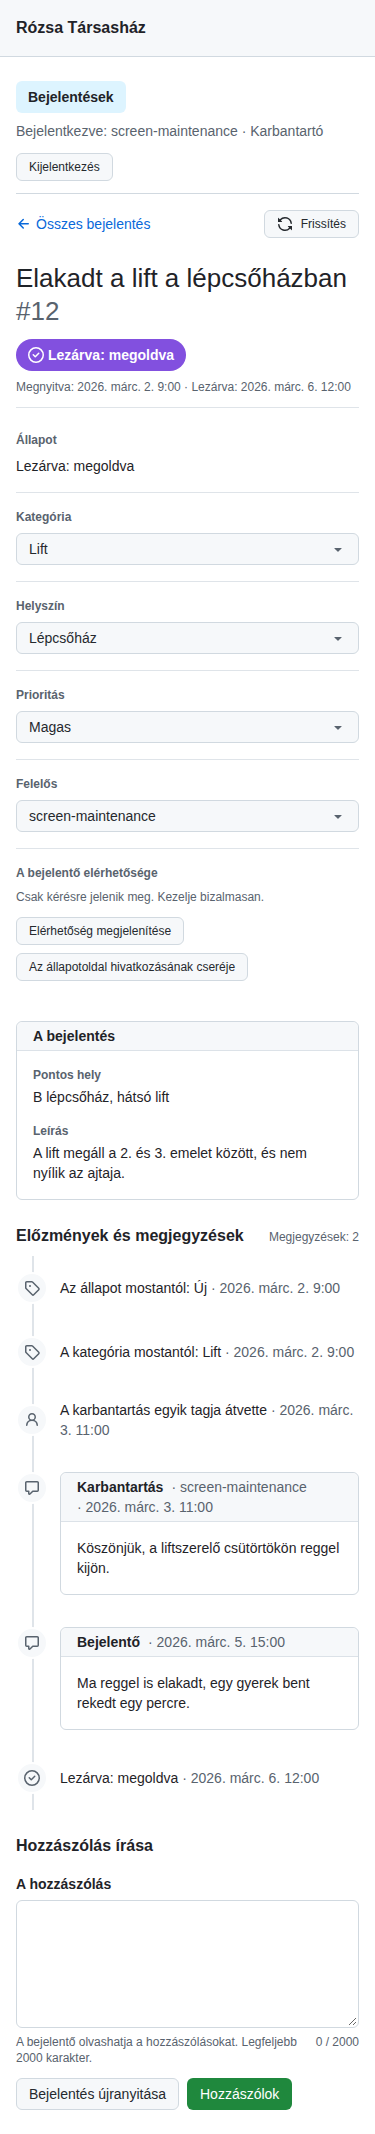 Rózsa Társasház
Bejelentések
Bejelentkezve: screen-maintenance · Karbantartó
Kijelentkezés
Összes bejelentés
Frissítés
Elakadt a lift a lépcsőházban
#12
Lezárva: megoldva
Megnyitva: 2026. márc. 2. 9:00 · Lezárva: 2026. márc. 6. 12:00
Állapot
Lezárva: megoldva
Kategória
Lift
Helyszín
Lépcsőház
Prioritás
Magas
Felelős
screen-maintenance
A bejelentő elérhetősége
Csak kérésre jelenik meg. Kezelje bizalmasan.
Elérhetőség megjelenítése
Az állapotoldal hivatkozásának cseréje
A bejelentés
Pontos hely
B lépcsőház, hátsó lift
Leírás
A lift megáll a 2. és 3. emelet között, és nem
nyílik az ajtaja.
Előzmények és megjegyzések
Megjegyzések: 2
Az állapot mostantól: Új · 2026. márc. 2. 9:00
A kategória mostantól: Lift · 2026. márc. 2. 9:00
A karbantartás egyik tagja átvette · 2026. márc.
3. 11:00
Karbantartás · screen-maintenance
· 2026. márc. 3. 11:00
Köszönjük, a liftszerelő csütörtökön reggel
kijön.
Bejelentő · 2026. márc. 5. 15:00
Ma reggel is elakadt, egy gyerek bent
rekedt egy percre.
Lezárva: megoldva · 2026. márc. 6. 12:00
Hozzászólás írása
A hozzászólás
A bejelentő olvashatja a hozzászólásokat. Legfeljebb
2000 karakter.
0 / 2000
Bejelentés újranyitása
Hozzászólok